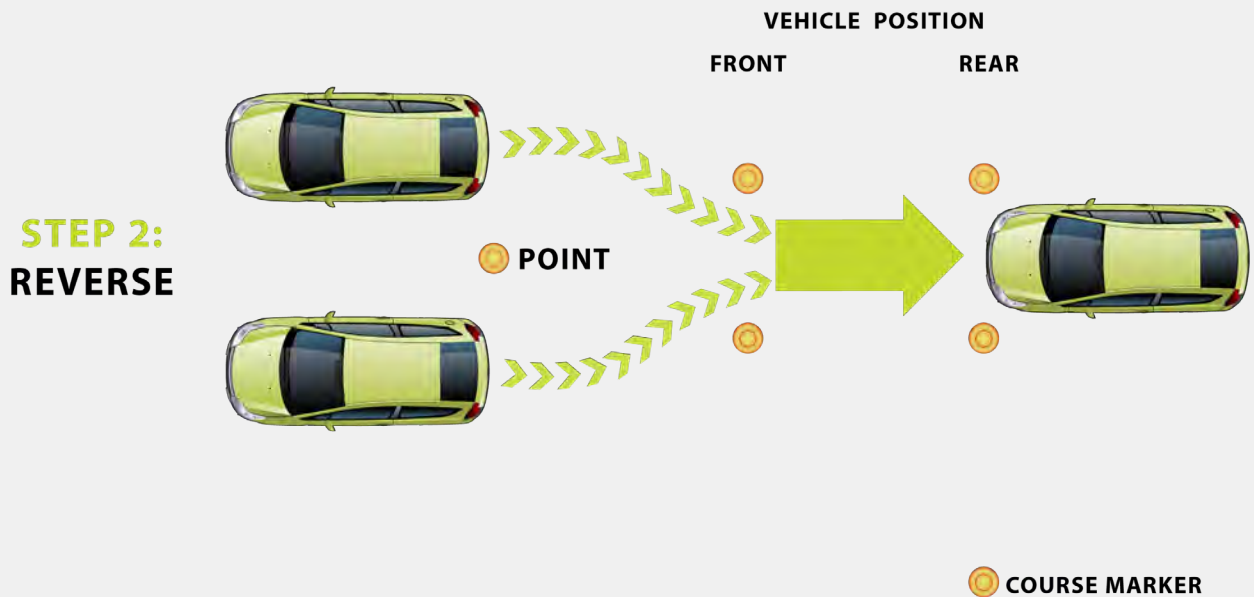 VEHICLE POSITION
FRONT
REAR
STEP 2:
REVERSE
POINT
COURSE MARKER